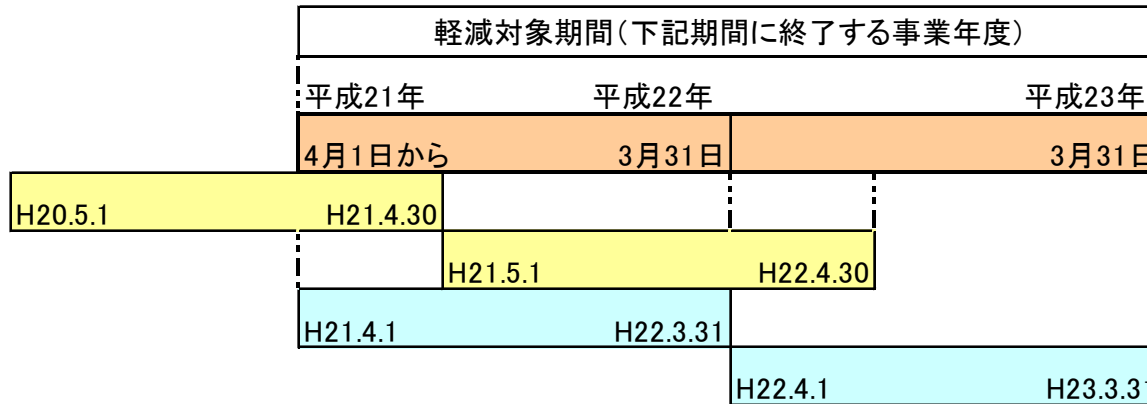 軽減対象期間(下記期間に終了する事業年度)
平成21年 平成22年 平成23年
4月1日から 3月31日 3月31日
H20.5.1 H21.4.30
H21.5.1 H22.4.30
H21.4.1 H22.3.31
H22.4.1 H23.3.31